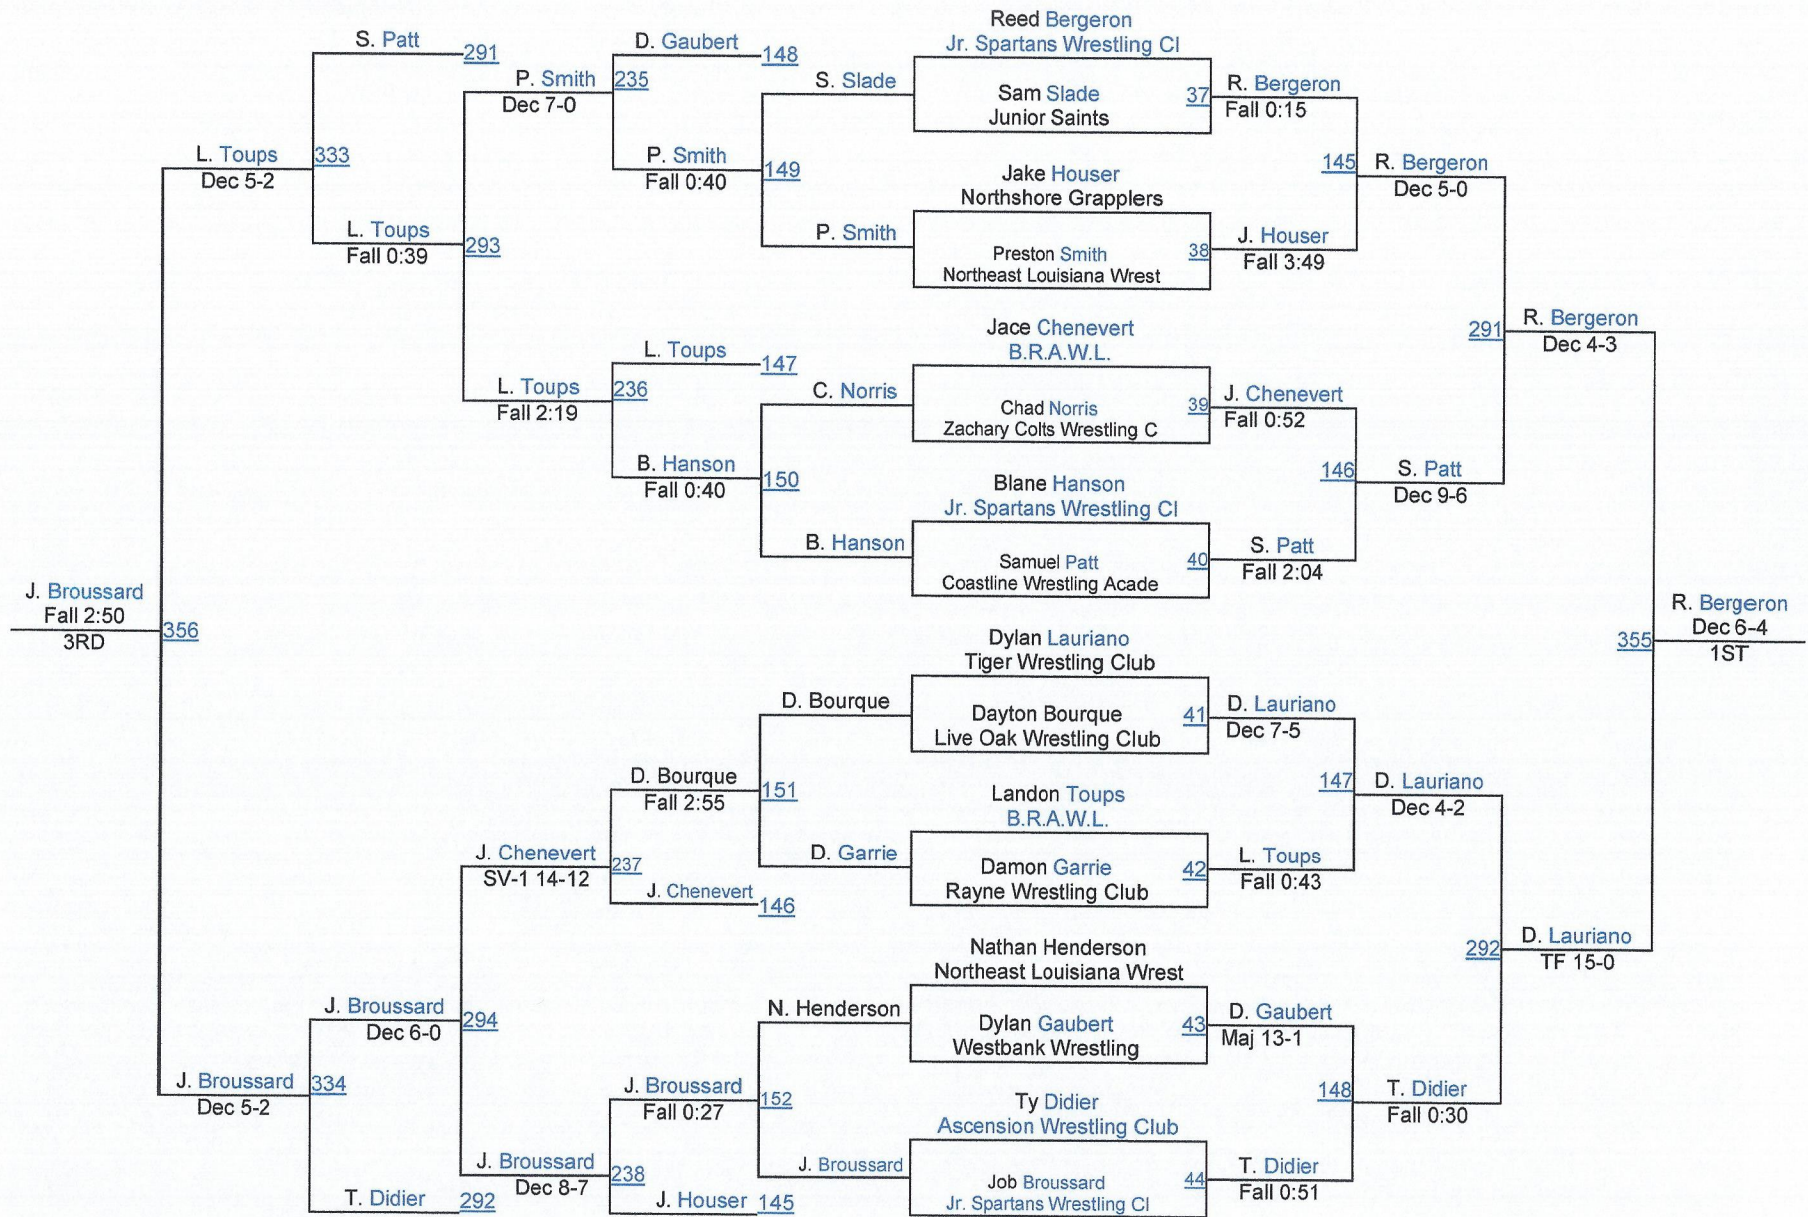 Reed Bergeron
Jr. Spartans Wrestling Cl
Sam Slade
Junior Saints
37
Jake Houser
Northshore Grapplers
Preston Smith
Northeast Louisiana Wrest
38
Jace Chenevert
B.R.A.W.L.
Chad Norris
Zachary Colts Wrestling C
39
Blane Hanson
Jr. Spartans Wrestling Cl
Samuel Patt
Coastline Wrestling Acade
40
Dylan Lauriano
Tiger Wrestling Club
Dayton Bourque
Live Oak Wrestling Club
41
Landon Toups
B.R.A.W.L.
Damon Garrie
Rayne Wrestling Club
42
Nathan Henderson
Northeast Louisiana Wrest
Dylan Gaubert
Westbank Wrestling
43
Ty Didier
Ascension Wrestling Club
Job Broussard
Jr. Spartans Wrestling Cl
44
R. Bergeron
Fall 0:15
J. Houser
Fall 3:49
J. Chenevert
Fall 0:52
S. Patt
Fall 2:04
D. Lauriano
Dec 7-5
L. Toups
Fall 0:43
D. Gaubert
Maj 13-1
T. Didier
Fall 0:51
145
R. Bergeron
Dec 5-0
146
S. Patt
Dec 9-6
147
D. Lauriano
Dec 4-2
148
T. Didier
Fall 0:30
291
R. Bergeron
Dec 4-3
292
D. Lauriano
TF 15-0
355
R. Bergeron
Dec 6-4
1ST
S. Slade
P. Smith
C. Norris
B. Hanson
D. Bourque
D. Garrie
N. Henderson
J. Broussard
D. Gaubert
148
P. Smith
Fall 0:40
149
L. Toups
147
B. Hanson
Fall 0:40
150
D. Bourque
Fall 2:55
151
J. Chenevert
146
J. Broussard
Fall 0:27
152
J. Houser
145
P. Smith
Dec 7-0
235
L. Toups
Fall 2:19
236
J. Chenevert
SV-1 14-12
237
J. Broussard
Dec 8-7
238
S. Patt
291
L. Toups
Fall 0:39
293
J. Broussard
Dec 6-0
294
T. Didier
292
L. Toups
Dec 5-2
333
J. Broussard
Dec 5-2
334
J. Broussard
Fall 2:50
3RD
356